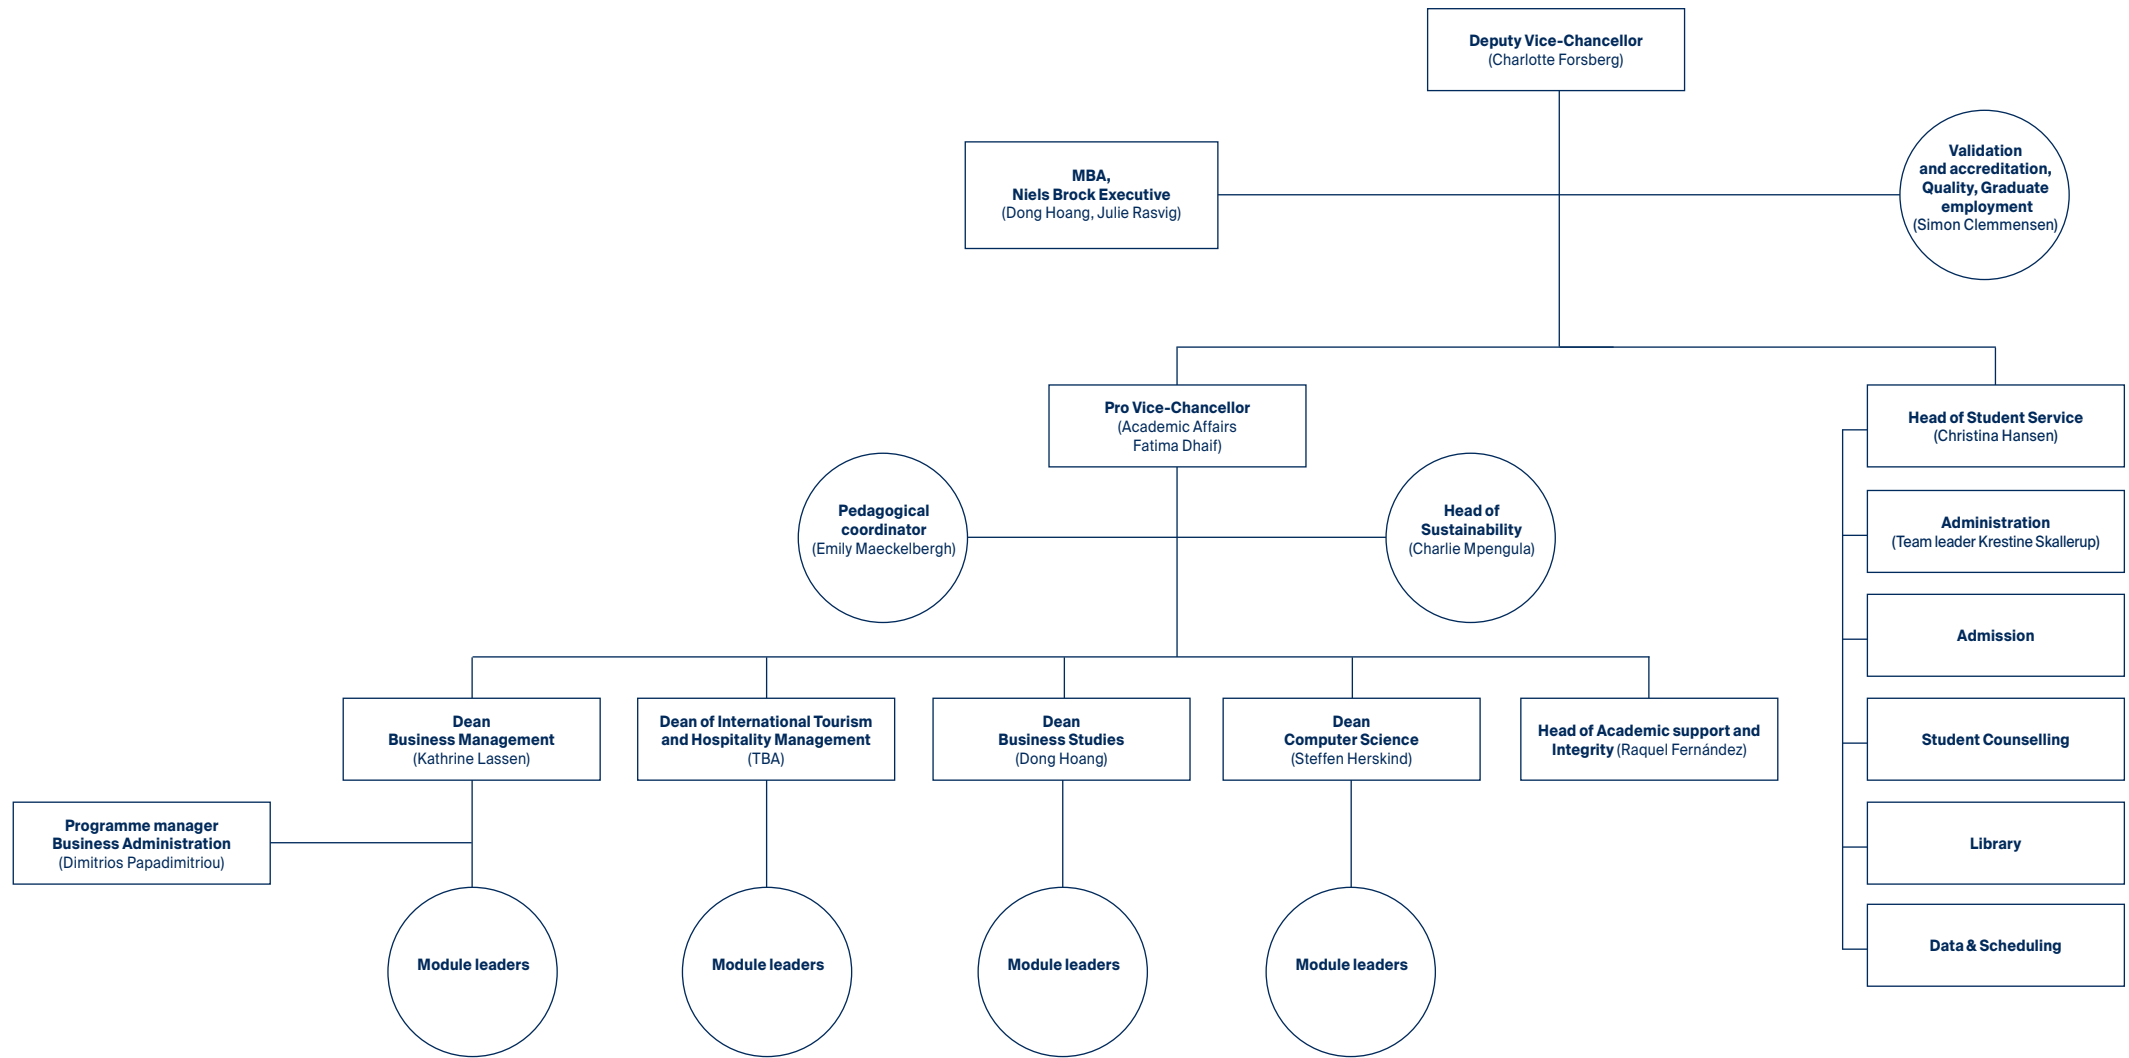 Deputy Vice-Chancellor
(Charlotte Forsberg)
MBA,
Niels Brock Executive
(Dong Hoang, Julie Rasvig)
Validation
and accreditation,
Quality, Graduate
employment
(Simon Clemmensen)
Pro Vice-Chancellor
(Academic Affairs
Fatima Dhaif)
Head of Student Service
(Christina Hansen)
Pedagogical
coordinator
(Emily Maeckelbergh)
Head of
Sustainability
(Charlie Mpengula)
Administration
(Team leader Krestine Skallerup)
Admission
Student Counselling
Library
Data & Scheduling
Dean
Business Management
(Kathrine Lassen)
Dean of International Tourism
and Hospitality Management
(TBA)
Dean
Business Studies
(Dong Hoang)
Dean
Computer Science
(Steffen Herskind)
Head of Academic support and
Integrity (Raquel Fernández)
Programme manager
Business Administration
(Dimitrios Papadimitriou)
Module leaders
Module leaders
Module leaders
Module leaders